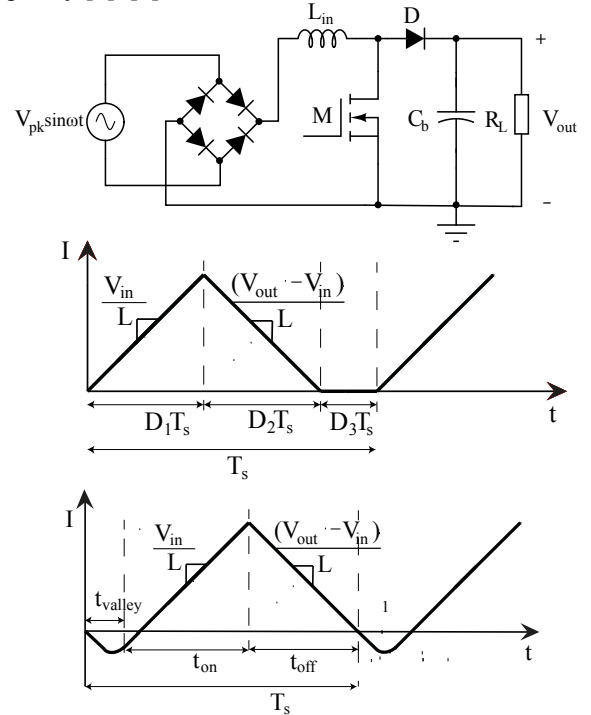 L_in
D
V_pk sinωt
M
C_b
R_L
+
V_out
−
I
V_in
L
(V_out − V_in)
L
D_1T_s
D_2T_s
D_3T_s
t
T_s
I
V_in
L
(V_out − V_in)
L
t_valley
1
t_on
t_off
t
T_s